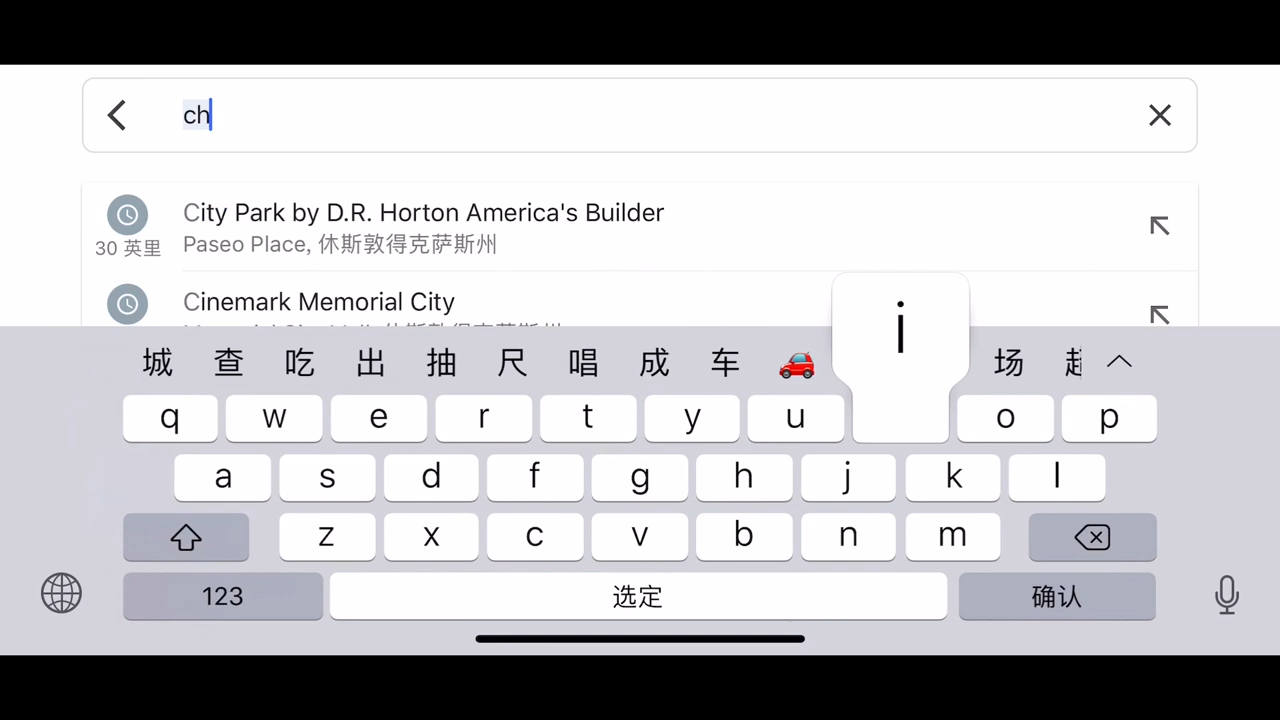 ch
City Park by D.R. Horton America's Builder
30 英里
Paseo Place, 休斯敦得克萨斯州
Cinemark Memorial City
城 查 吃 出 抽 尺 唱 成 车 🚗 场
i
q w e r t y u o p
a s d f g h j k l
z x c v b n m
123 选定 确认